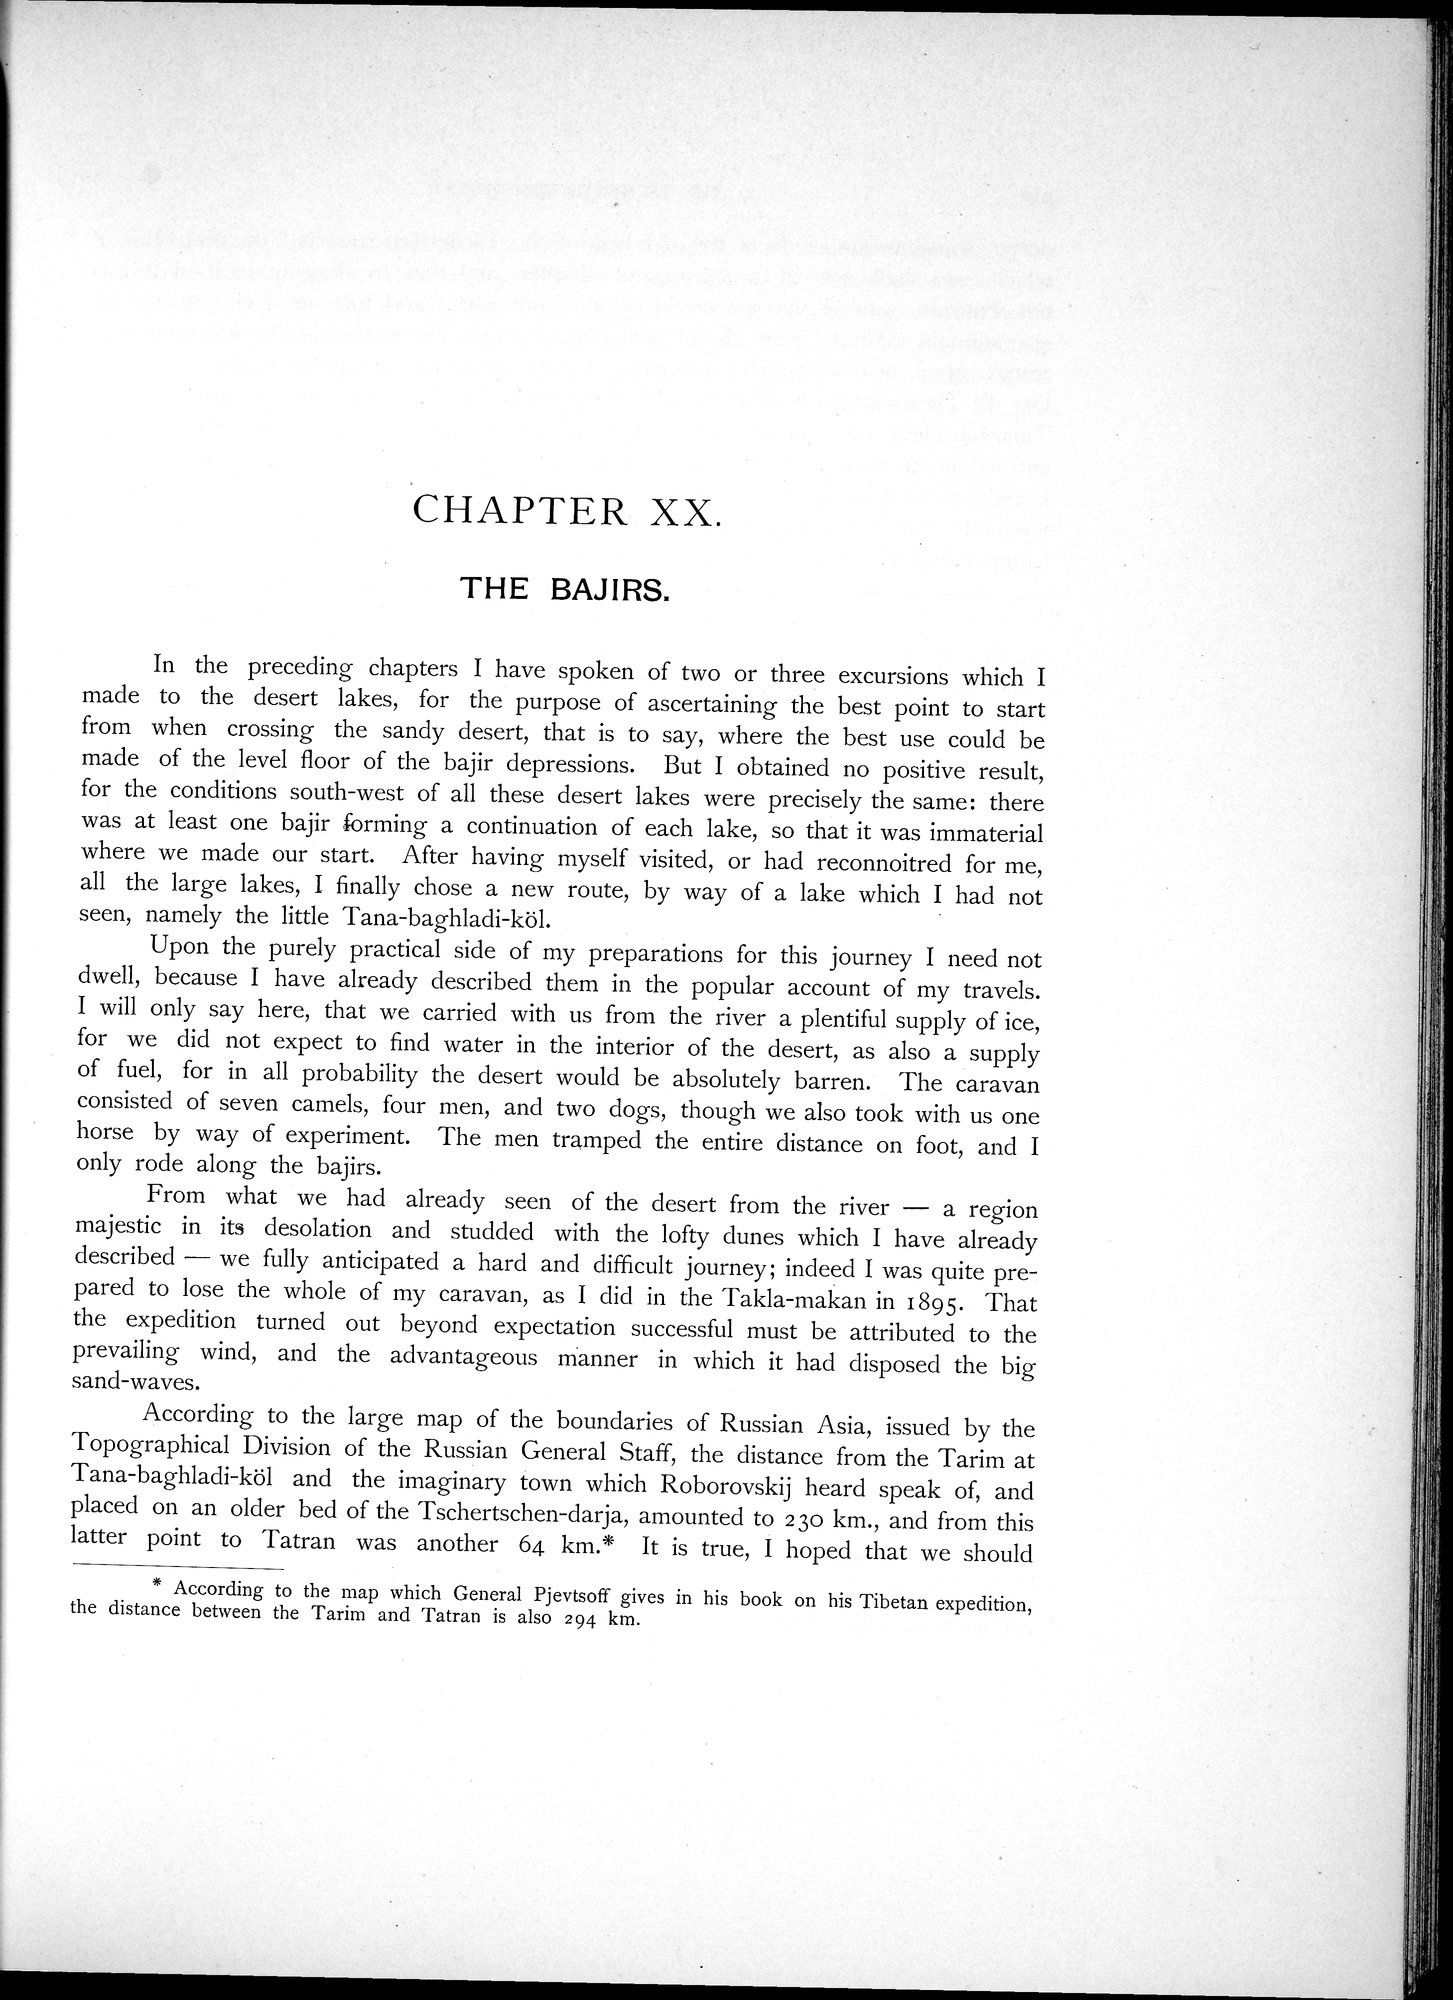 CHAPTER XX.
THE BAJIRS.
In the preceding chapters I have spoken of two or three excursions which I
made to the desert lakes, for the purpose of ascertaining the best point to start
from when crossing the sandy desert, that is to say, where the best use could be
made of the level floor of the bajir depressions. But I obtained no positive result,
for the conditions south-west of all these desert lakes were precisely the same: there
was at least one bajir forming a continuation of each lake, so that it was immaterial
where we made our start. After having myself visited, or had reconnoitred for me,
all the large lakes, I finally chose a new route, by way of a lake which I had not
seen, namely the little Tana-baghladi-köl.
Upon the purely practical side of my preparations for this journey I need not
dwell, because I have already described them in the popular account of my travels.
I will only say here, that we carried with us from the river a plentiful supply of ice,
for we did not expect to find water in the interior of the desert, as also a supply
of fuel, for in all probability the desert would be absolutely barren. The caravan
consisted of seven camels, four men, and two dogs, though we also took with us one
horse by way of experiment. The men tramped the entire distance on foot, and I
only rode along the bajirs.
From what we had already seen of the desert from the river — a region
majestic in its desolation and studded with the lofty dunes which I have already
described — we fully anticipated a hard and difficult journey; indeed I was quite pre-
pared to lose the whole of my caravan, as I did in the Takla-makan in 1895. That
the expedition turned out beyond expectation successful must be attributed to the
prevailing wind, and the advantageous manner in which it had disposed the big
sand-waves.
According to the large map of the boundaries of Russian Asia, issued by the
Topographical Division of the Russian General Staff, the distance from the Tarim at
Tana-baghladi-köl and the imaginary town which Roborovskij heard speak of, and
placed on an older bed of the Tschertschen-darja, amounted to 230 km., and from this
latter point to Tatran was another 64 km.* It is true, I hoped that we should
* According to the map which General Pjevtsoff gives in his book on his Tibetan expedition,
the distance between the Tarim and Tatran is also 294 km.